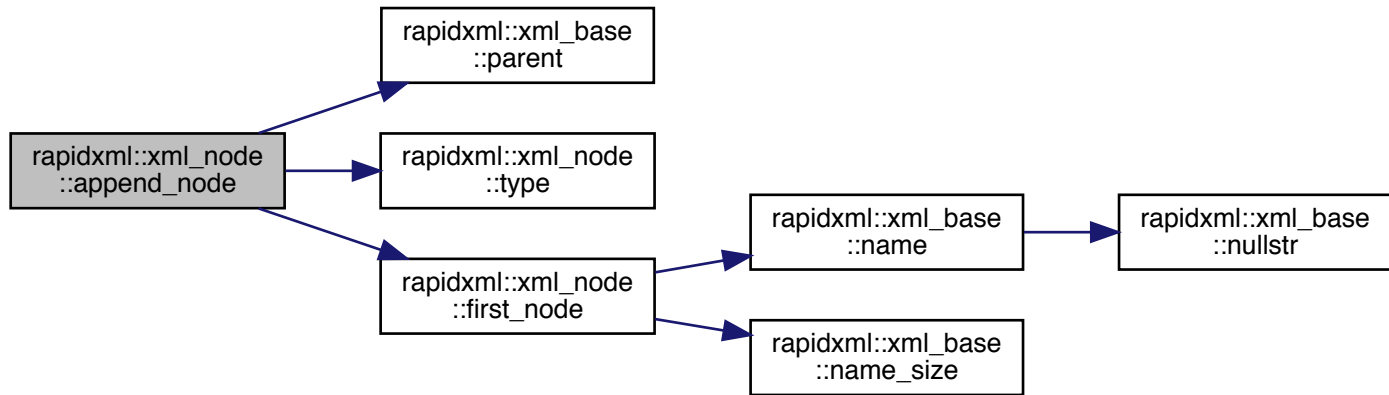 rapidxml::xml_base
::parent
rapidxml::xml_node
::append_node
rapidxml::xml_node
::type
rapidxml::xml_node
::first_node
rapidxml::xml_base
::name
rapidxml::xml_base
::nullstr
rapidxml::xml_base
::name_size